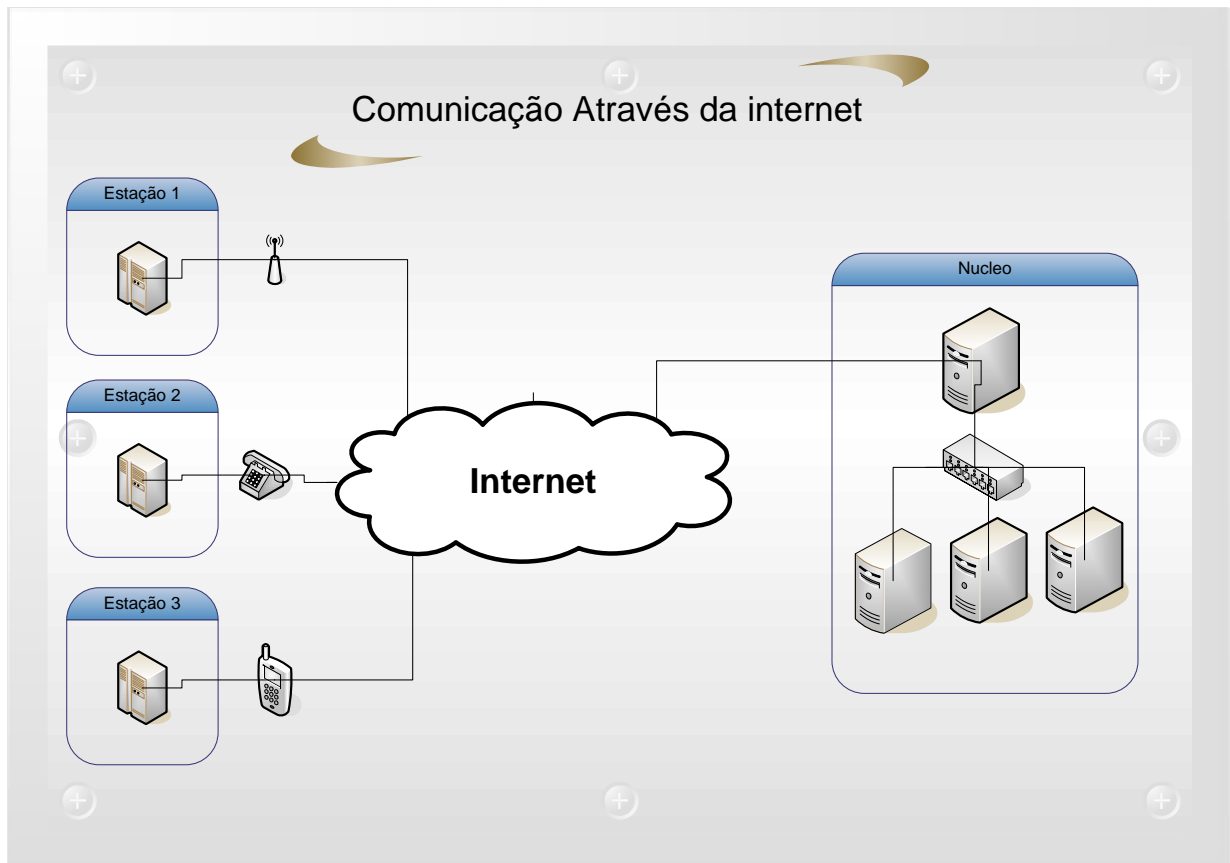 Comunicação Através da internet
Estação 1
Nucleo
Estação 2
Internet
Estação 3